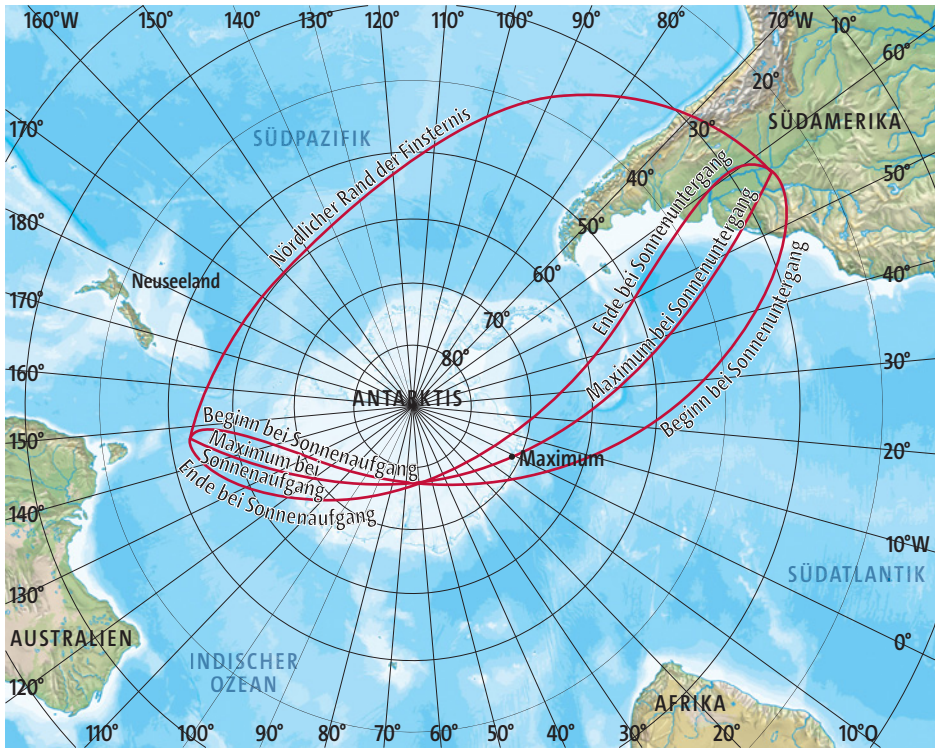 160°W 150° 140° 130° 120° 110° 100° 90° 80° 70°W 10°
60°
20°
SÜDAMERIKA
30°
170°
SÜDPAZIFIK
Nördlicher Rand der Finsternis
40°
50°
180°
50°
60°
40°
Neuseeland
170°
70°
80°
30°
160°
ANTARKTIS
Ende bei Sonnenuntergang
Maximum bei Sonnenuntergang
Beginn bei Sonnenuntergang
150°
20°
Beginn bei Sonnenaufgang
Maximum bei
Sonnenaufgang
Ende bei Sonnenaufgang
Maximum
140°
10°W
SÜDATLANTIK
130°
AUSTRALIEN
0°
INDISCHER
OZEAN
120°
AFRIKA
110° 100° 90° 80° 70° 60° 50° 40° 30° 20° 10°O